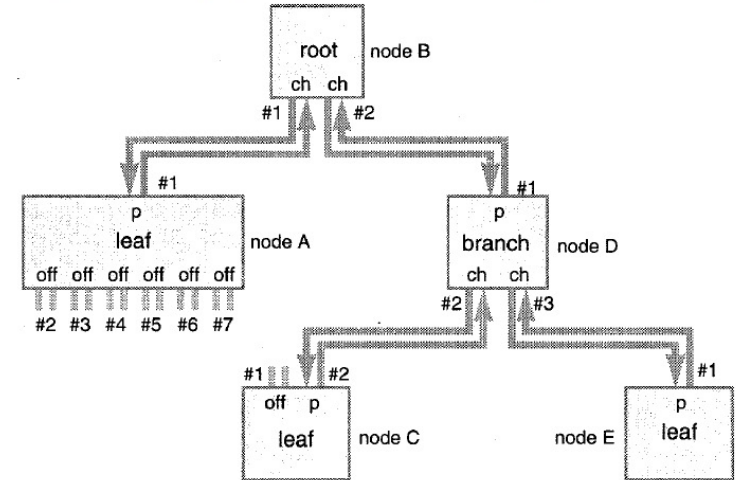 root node B
ch ch
#1 #2
#1 #1
p p
leaf node A branch node D
off off off off off off ch ch
#2 #3 #4 #5 #6 #7 #2 #3
#1 #2 #1
off p p
leaf node C node E leaf